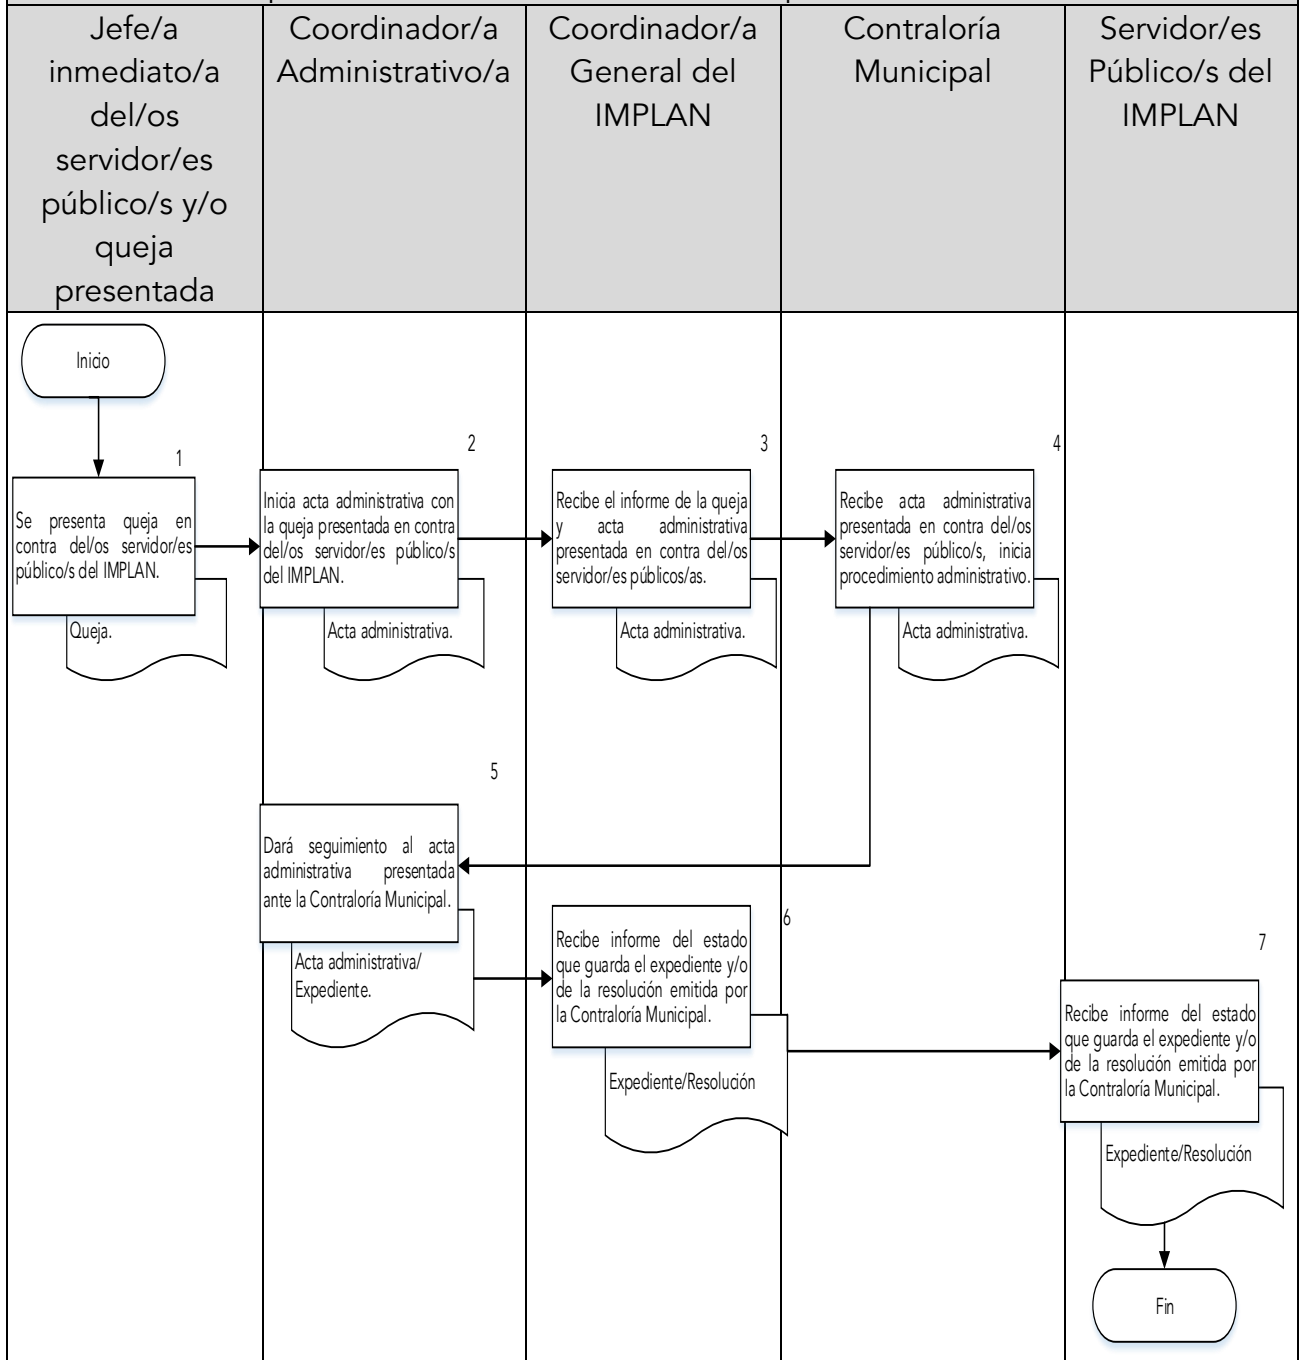 Jefe/a
inmediato/a
del/os
servidor/es
público/s y/o
queja
presentada
Coordinador/a
Administrativo/a
Coordinador/a
General del
IMPLAN
Contraloría
Municipal
Servidor/es
Público/s del
IMPLAN
Inicio
1
Se presenta queja en
contra del/os servidor/es
público/s del IMPLAN.
Queja.
2
Inicia acta administrativa con
la queja presentada en contra
del/os servidor/es público/s
del IMPLAN.
Acta administrativa.
3
Recibe el informe de la queja
y acta administrativa
presentada en contra del/os
servidor/es públicos/as.
Acta administrativa.
4
Recibe acta administrativa
presentada en contra del/os
servidor/es público/s, inicia
procedimiento administrativo.
Acta administrativa.
5
Dará seguimiento al acta
administrativa presentada
ante la Contraloría Municipal.
Acta administrativa/
Expediente.
6
Recibe informe del estado
que guarda el expediente y/o
de la resolución emitida por
la Contraloría Municipal.
Expediente/Resolución
7
Recibe informe del estado
que guarda el expediente y/o
de la resolución emitida por
la Contraloría Municipal.
Expediente/Resolución
Fin